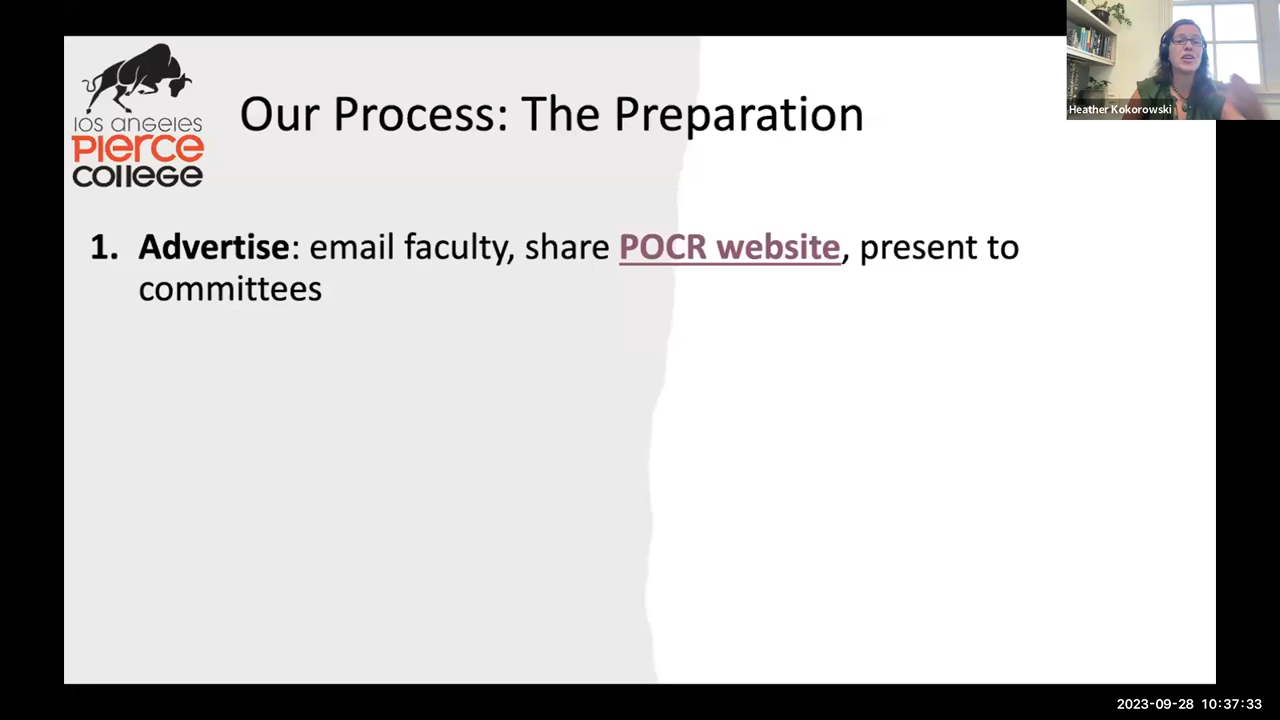 los angeles
PIERCE
COLLEGE
Our Process: The Preparation
Heather Kokorowski
1. Advertise: email faculty, share POCR website, present to
committees
2023-09-28 10:37:33